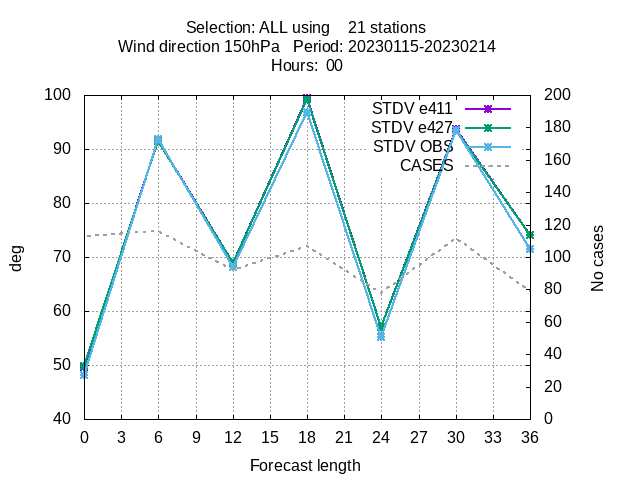 Selection: ALL using    21 stations
Wind direction 150hPa   Period: 20230115-20230214
Hours:  00
100
90
80
70
60
50
40
200
180
160
140
120
100
80
60
40
20
0
STDV e411
STDV e427
STDV OBS
CASES
deg
No cases
0 3 6 9 12 15 18 21 24 27 30 33 36
Forecast length